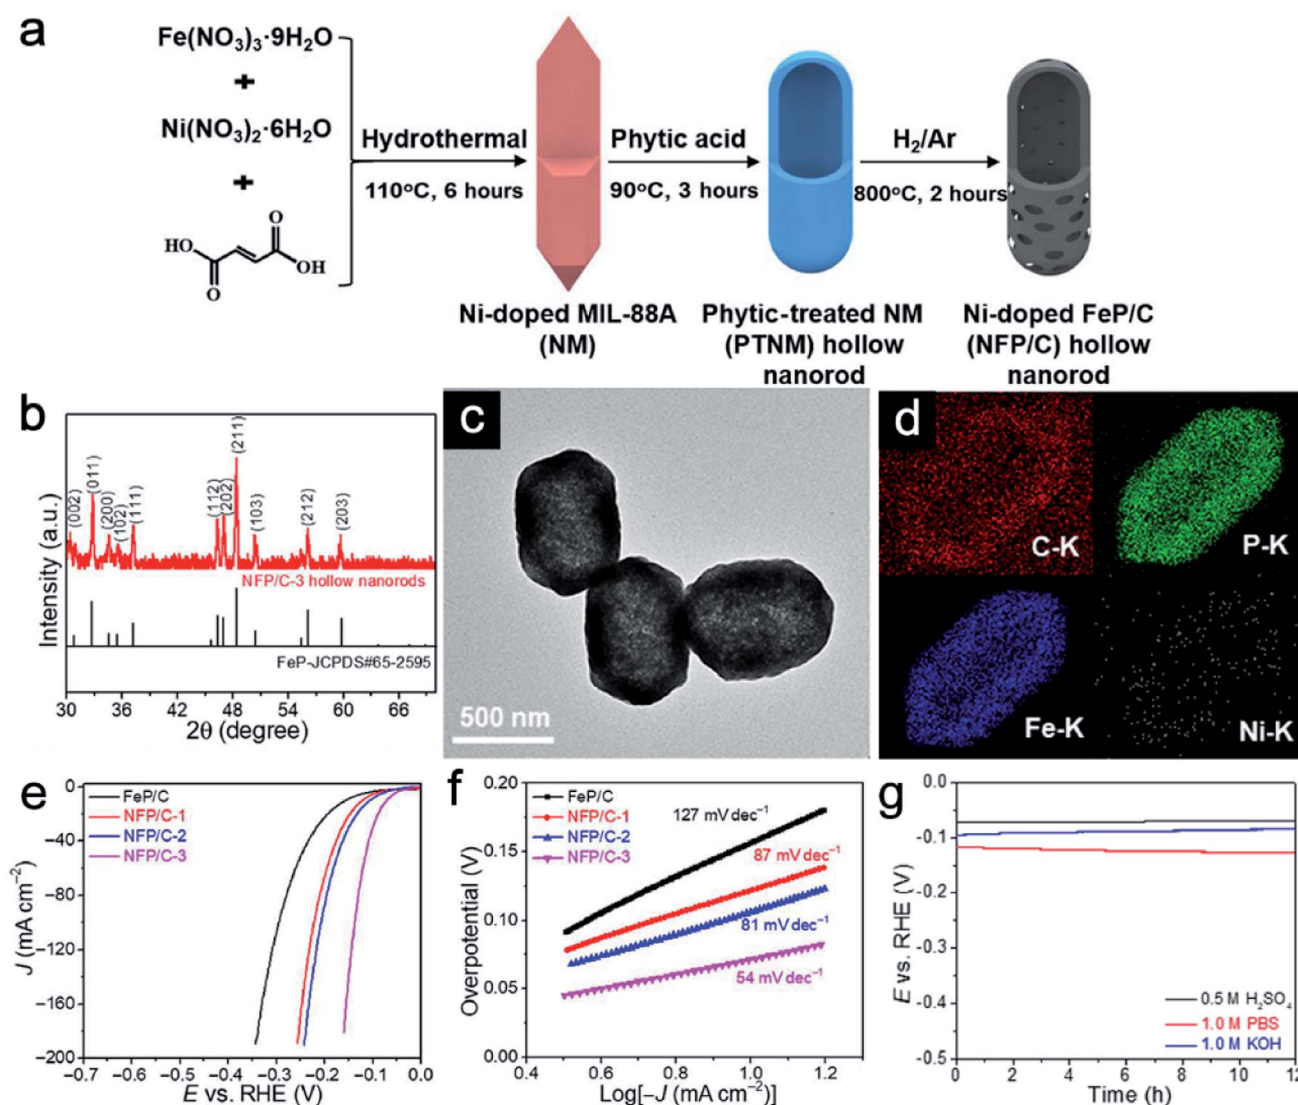 a
Fe(NO₃)₃·9H₂O
+
Ni(NO₃)₂·6H₂O
+
HO
O
O
OH
Hydrothermal
110°C, 6 hours
Phytic acid
90°C, 3 hours
H₂/Ar
800°C, 2 hours
Ni-doped MIL-88A
(NM)
Phytic-treated NM
(PTNM) hollow
nanorod
Ni-doped FeP/C
(NFP/C) hollow
nanorod
b
Intensity (a.u.)
(002)
(011)
(200)
(102)
(111)
(112)
(202)
(211)
(103)
(212)
(203)
NFP/C-3 hollow nanorods
FeP-JCPDS#65-2595
30 36 42 48 54 60 66
2θ (degree)
c
500 nm
d
C-K
P-K
Fe-K
Ni-K
e
FeP/C
NFP/C-1
NFP/C-2
NFP/C-3
J (mA cm⁻²)
0
−40
−80
−120
−160
−200
−0.7 −0.6 −0.5 −0.4 −0.3 −0.2 −0.1 0.0
E vs. RHE (V)
f
FeP/C
NFP/C-1
NFP/C-2
NFP/C-3
127 mV dec⁻¹
87 mV dec⁻¹
81 mV dec⁻¹
54 mV dec⁻¹
Overpotential (V)
0.20
0.15
0.10
0.05
0.00
0.4 0.6 0.8 1.0 1.2
Log[−J (mA cm⁻²)]
g
E vs. RHE (V)
0.0
−0.1
−0.2
−0.3
−0.4
−0.5
0.5 M H₂SO₄
1.0 M PBS
1.0 M KOH
0 2 4 6 8 10 12
Time (h)